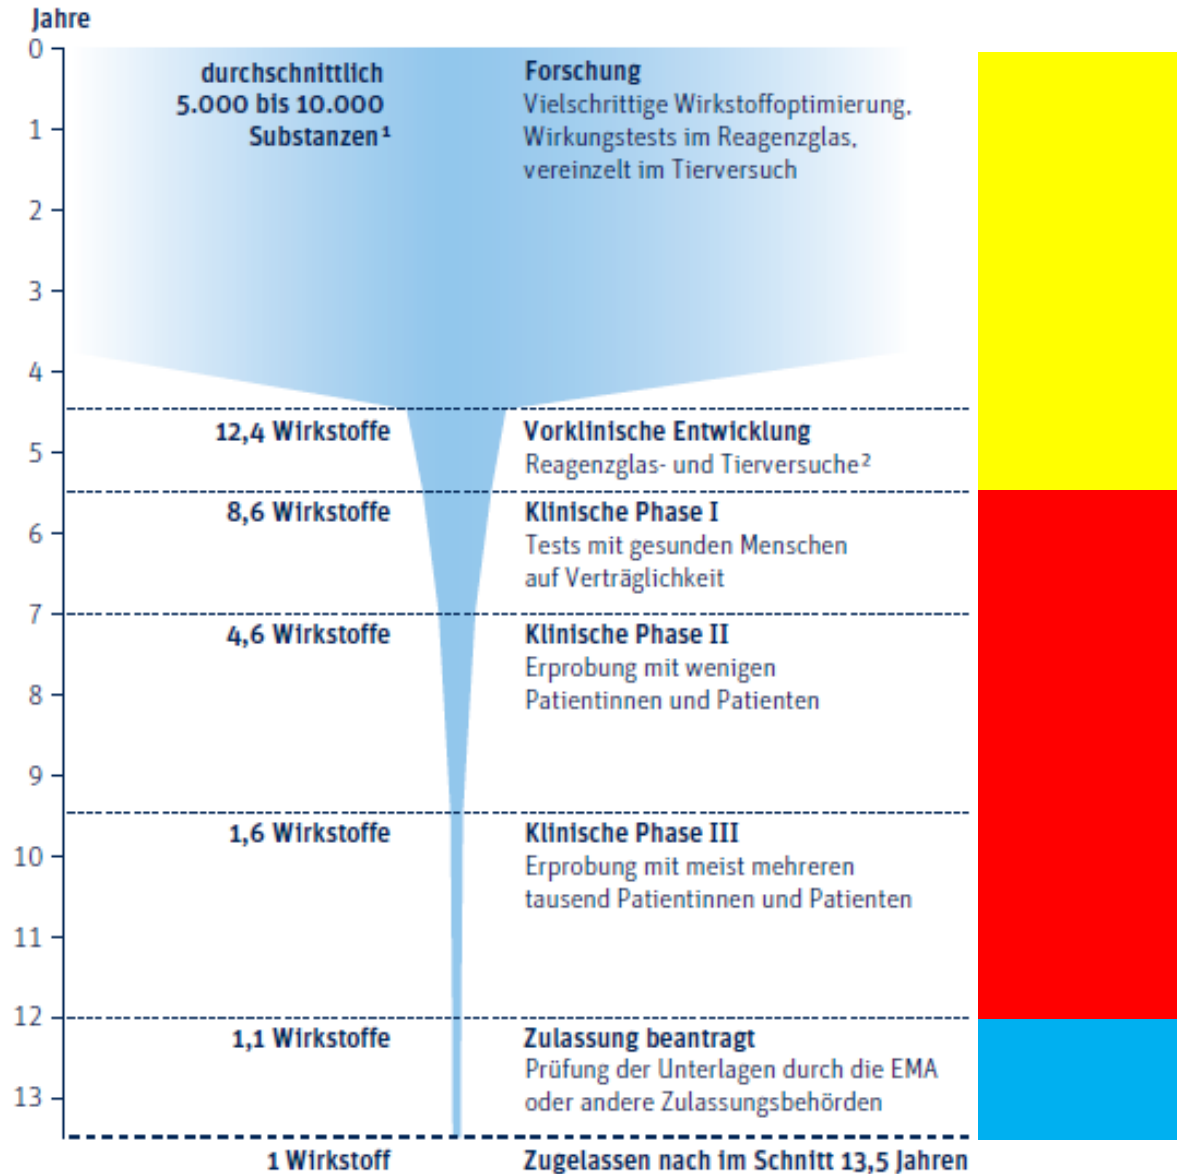 Jahre
0
durchschnittlich
5.000 bis 10.000
Substanzen¹
Forschung
Vielschrittige Wirkstoffoptimierung,
Wirkungstests im Reagenzglas,
vereinzelt im Tierversuch
1
2
3
4
12,4 Wirkstoffe
Vorklinische Entwicklung
Reagenzglas- und Tierversuche²
5
8,6 Wirkstoffe
Klinische Phase I
Tests mit gesunden Menschen
auf Verträglichkeit
6
7
4,6 Wirkstoffe
Klinische Phase II
Erprobung mit wenigen
Patientinnen und Patienten
8
9
1,6 Wirkstoffe
Klinische Phase III
Erprobung mit meist mehreren
tausend Patientinnen und Patienten
10
11
12
1,1 Wirkstoffe
Zulassung beantragt
Prüfung der Unterlagen durch die EMA
oder andere Zulassungsbehörden
13
1 Wirkstoff
Zugelassen nach im Schnitt 13,5 Jahren